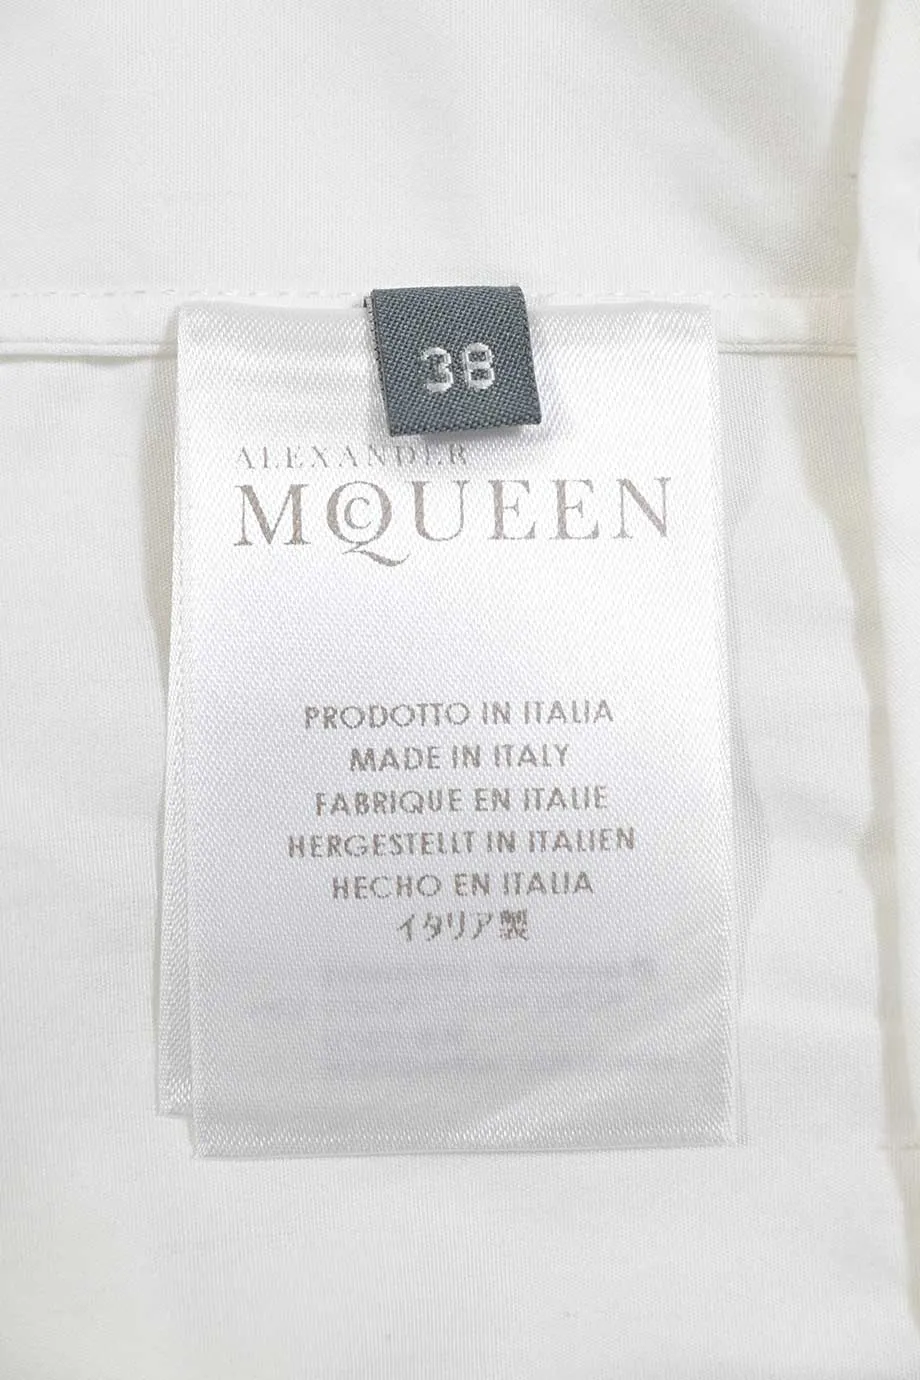 38
ALEXANDER
MCQUEEN
PRODOTTO IN ITALIA
MADE IN ITALY
FABRIQUE EN ITALIE
HERGESTELLT IN ITALIEN
HECHO EN ITALIA
イタリア製